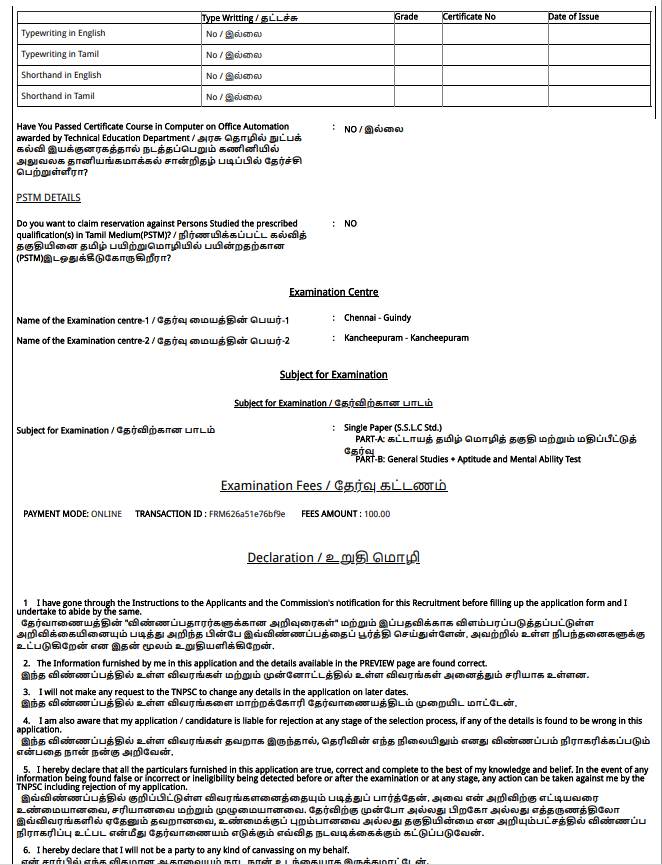 Type Writting / தட்டச்சு Grade Certificate No Date of Issue
Typewriting in English No / இல்லை
Typewriting in Tamil No / இல்லை
Shorthand in English No / இல்லை
Shorthand in Tamil No / இல்லை
Have You Passed Certificate Course in Computer on Office Automation : NO / இல்லை
awarded by Technical Education Department / அரசு தொழில் நுட்பக்
கல்வி இயக்குனரகத்தால் நடத்தப்பெறும் கணினியில்
அலுவலக தானியங்கமாக்கல் சான்றிதழ் படிப்பில் தேர்ச்சி
பெற்றுள்ளீரா?
PSTM DETAILS
Do you want to claim reservation against Persons Studied the prescribed : NO
qualification(s) in Tamil Medium(PSTM)? / நிர்ணயிக்கப்பட்ட கல்வித்
தகுதியினை தமிழ் பயிற்றுமொழியில் பயின்றதற்கான
(PSTM)இடஒதுக்கீடுகோருகிறீரா?
Examination Centre
Name of the Examination centre-1 / தேர்வு மையத்தின் பெயர்-1 : Chennai - Guindy
Name of the Examination centre-2 / தேர்வு மையத்தின் பெயர்-2 : Kancheepuram - Kancheepuram
Subject for Examination
Subject for Examination / தேர்விற்கான பாடம்
Subject for Examination / தேர்விற்கான பாடம் : Single Paper (S.S.L.C Std.)
PART-A: கட்டாயத் தமிழ் மொழித் தகுதி மற்றும் மதிப்பீட்டுத்
தேர்வு
PART-B: General Studies + Aptitude and Mental Ability Test
Examination Fees / தேர்வு கட்டணம்
PAYMENT MODE: ONLINE TRANSACTION ID : FRM626a51e76bf9e FEES AMOUNT : 100.00
Declaration / உறுதி மொழி
1 I have gone through the Instructions to the Applicants and the Commission's notification for this Recruitment before filling up the application form and I
undertake to abide by the same.
தேர்வாணையத்தின் "விண்ணப்பதாரர்களுக்கான அறிவுரைகள்" மற்றும் இப்பதவிக்காக விளம்பரப்படுத்தப்பட்டுள்ள
அறிவிக்கையினையும் படித்து அறிந்த பின்பே இவ்விண்ணப்பத்தைப் பூர்த்தி செய்துள்ளேன். அவற்றில் உள்ள நிபந்தனைகளுக்கு
உட்படுகிறேன் என இதன் மூலம் உறுதியளிக்கிறேன்.
2. The Information furnished by me in this application and the details available in the PREVIEW page are found correct.
இந்த விண்ணப்பத்தில் உள்ள விவரங்கள் மற்றும் முன்னோட்டத்தில் உள்ள விவரங்கள் அனைத்தும் சரியாக உள்ளன.
3. I will not make any request to the TNPSC to change any details in the application on later dates.
இந்த விண்ணப்பத்தில் உள்ள விவரங்களை மாற்றக்கோரி தேர்வாணையத்திடம் முறையிட மாட்டேன்.
4. I am also aware that my application / candidature is liable for rejection at any stage of the selection process, if any of the details is found to be wrong in this
application.
இந்த விண்ணப்பத்தில் உள்ள விவரங்கள் தவறாக இருந்தால், தெரிவின் எந்த நிலையிலும் எனது விண்ணப்பம் நிராகரிக்கப்படும்
என்பதை நான் நன்கு அறிவேன்.
5. I hereby declare that all the particulars furnished in this application are true, correct and complete to the best of my knowledge and belief. In the event of any
information being found false or incorrect or ineligibility being detected before or after the examination or at any stage, any action can be taken against me by the
TNPSC including rejection of my application.
இவ்விண்ணப்பத்தில் குறிப்பிட்டுள்ள விவரங்களனைத்தையும் படித்துப் பார்த்தேன். அவை என் அறிவிற்கு எட்டியவரை
உண்மையானவை, சரியானவை மற்றும் முழுமையானவை. தேர்விற்கு முன்போ அல்லது பிறகோ அல்லது எத்தருணத்திலோ
இவ்விவரங்களில் ஏதேனும் தவறானவை, உண்மைக்குப் புறம்பானவை அல்லது தகுதியின்மை என அறியும்பட்சத்தில் விண்ணப்ப
நிராகரிப்பு உட்பட என்மீது தேர்வாணையம் எடுக்கும் எவ்வித நடவடிக்கைக்கும் கட்டுப்படுவேன்.
6. I hereby declare that I will not be a party to any kind of canvassing on my behalf.